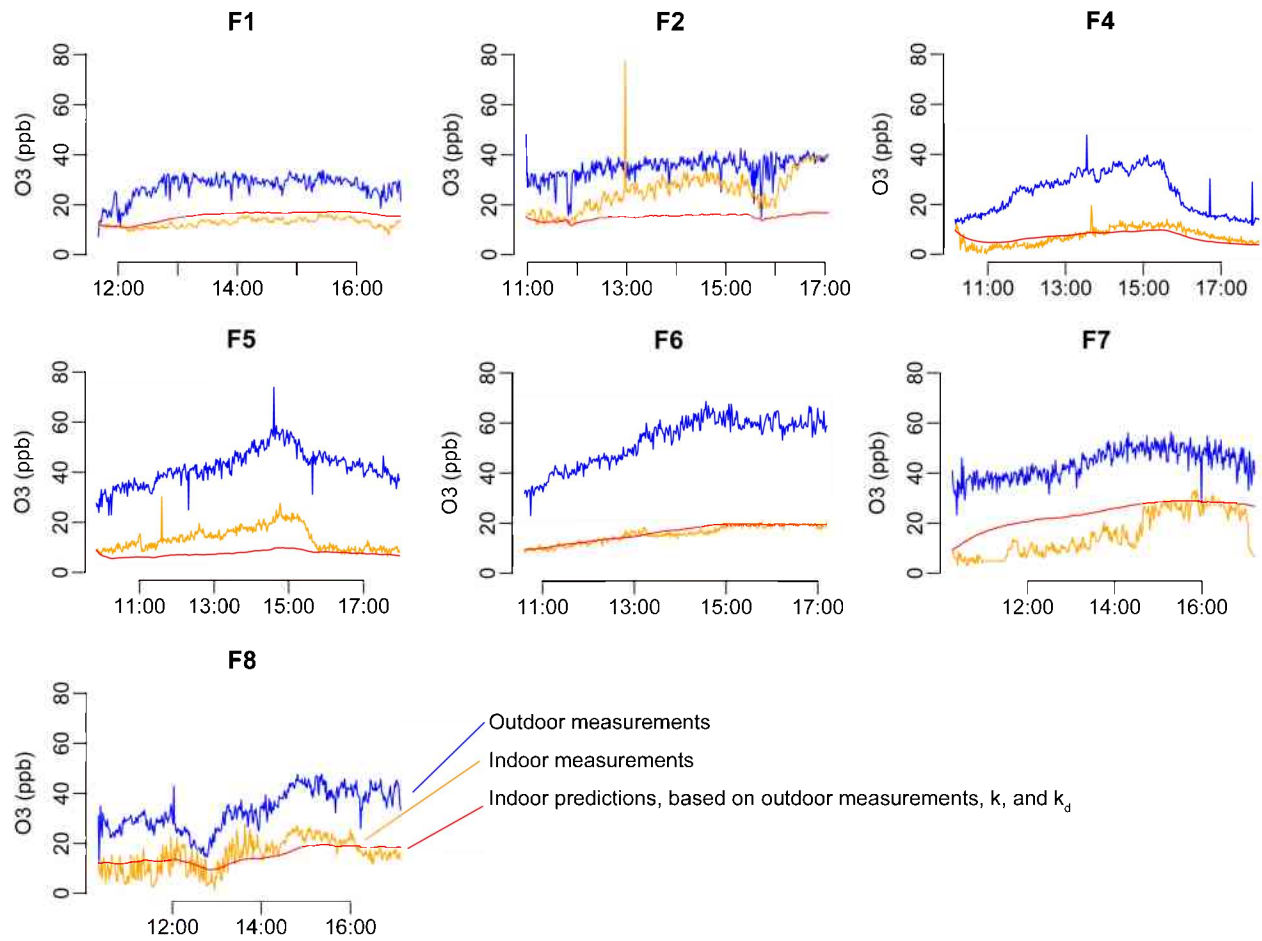 F1
F2
F4
O3 (ppb)
0 20 40 60 80
12:00 14:00 16:00
O3 (ppb)
0 20 40 60 80
11:00 13:00 15:00 17:00
O3 (ppb)
0 20 40 60 80
11:00 13:00 15:00 17:00
F5
F6
F7
O3 (ppb)
0 20 40 60 80
11:00 13:00 15:00 17:00
O3 (ppb)
0 20 40 60 80
11:00 13:00 15:00 17:00
O3 (ppb)
0 20 40 60 80
12:00 14:00 16:00
F8
O3 (ppb)
0 20 40 60 80
12:00 14:00 16:00
Outdoor measurements
Indoor measurements
Indoor predictions, based on outdoor measurements, k, and kd